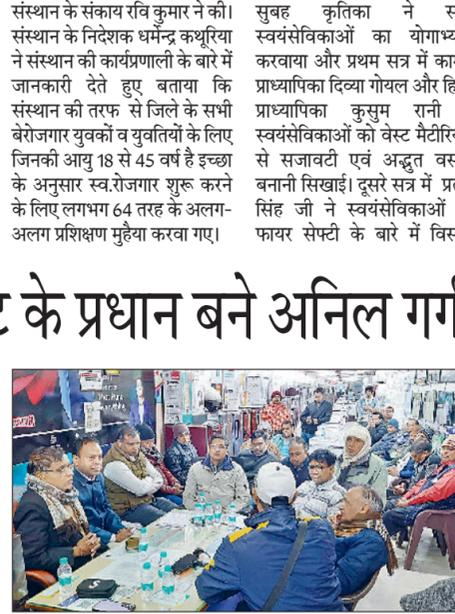 संस्थान के संकाय रवि कुमार ने की।
संस्थान के निदेशक धर्मेन्द्र कथूरिया
ने संस्थान की कार्यप्रणाली के बारे में
जानकारी देते हुए बताया कि
संस्थान की तरफ से जिले के सभी
बेरोजगार युवकों व युवतियों के लिए
जिनकी आयु 18 से 45 वर्ष है इच्छा
के अनुसार स्व.रोजगार शुरू करने
के लिए लगभग 64 तरह के अलग-
अलग प्रशिक्षण मुहैया करवा गए।
सुबह कृतिका ने
स्वयंसेविकाओं का योगाभ्य
करवाया और प्रथम सत्र में
प्राध्यापिका दिव्या गोयल और
प्राध्यापिका कुसुम रानी
स्वयंसेविकाओं को वेस्ट मैटीरि
से सजावटी एवं अद्भुत वस्
बनानी सिखाई। दूसरे सत्र में
सिंह जी ने स्वयंसेविकाओं
फायर सेफ्टी के बारे में विस
के प्रधान बने अनिल गर्ग